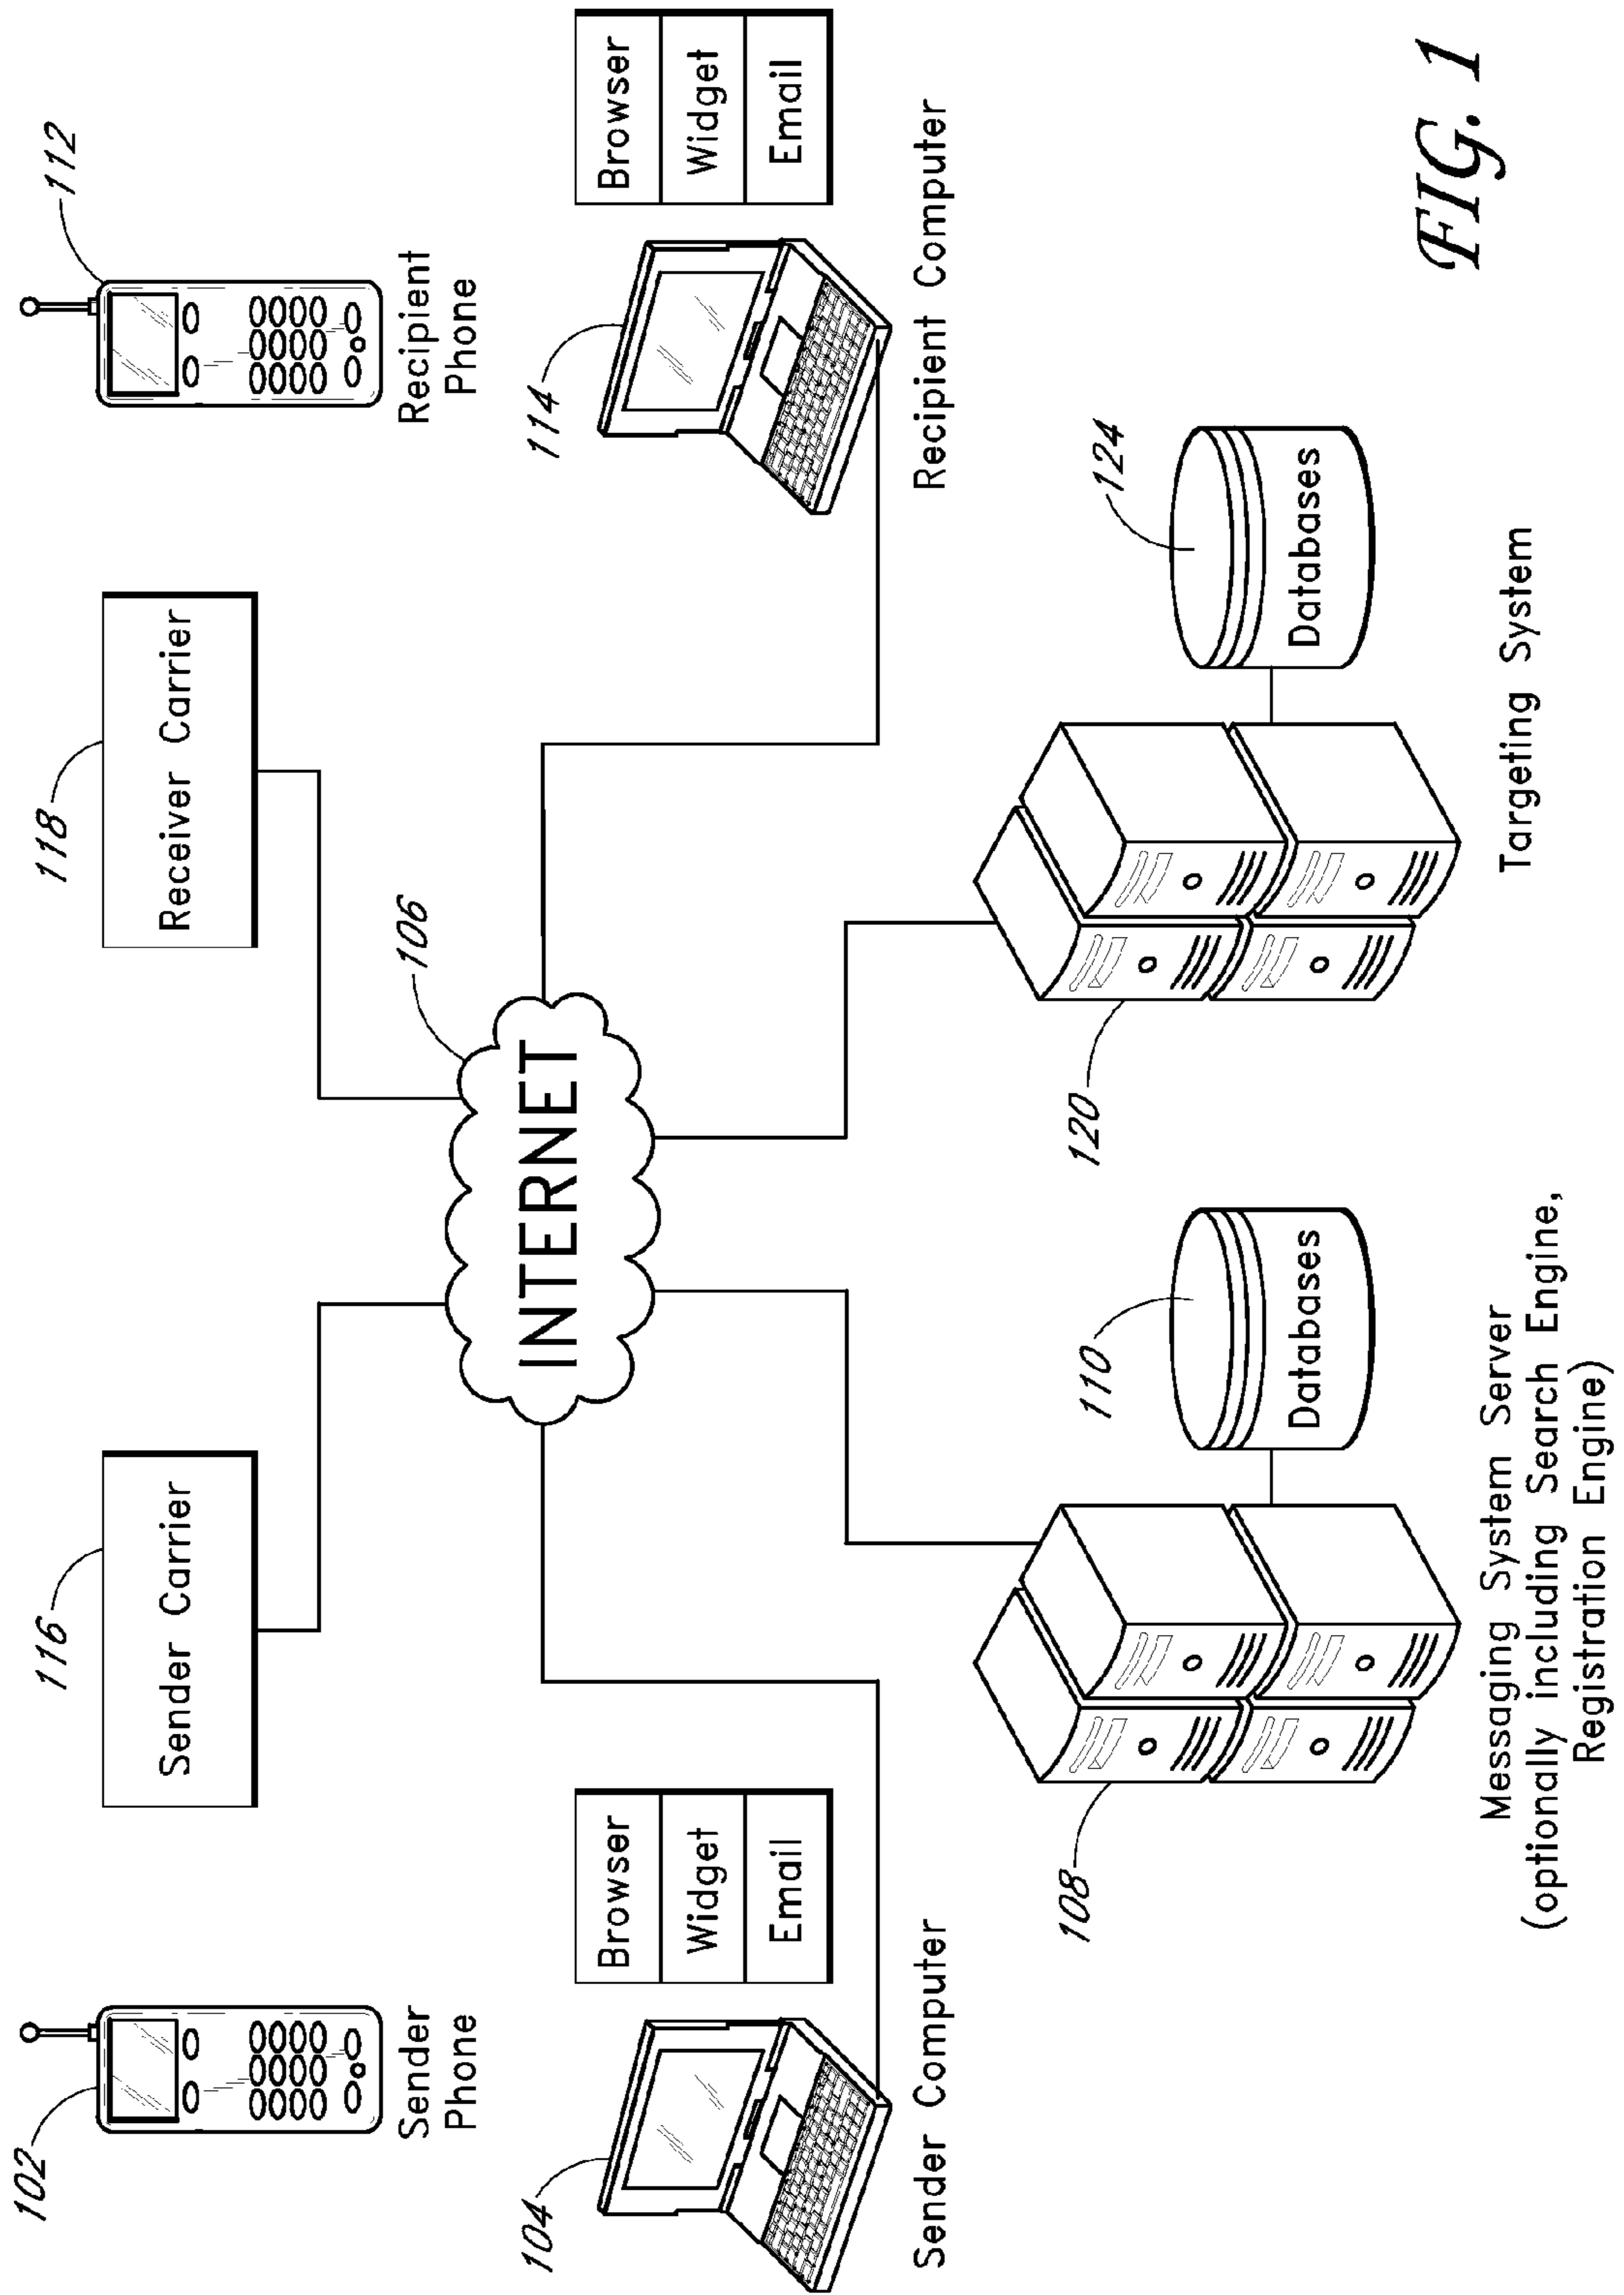 102
Sender
Phone
116
Sender Carrier
118
Receiver Carrier
112
Recipient
Phone
104
Browser
Widget
Email
Sender Computer
INTERNET
106
114
Browser
Widget
Email
Recipient Computer
108
110
Databases
Messaging System Server
(optionally including Search Engine,
Registration Engine)
120
124
Databases
Targeting System
FIG. 1